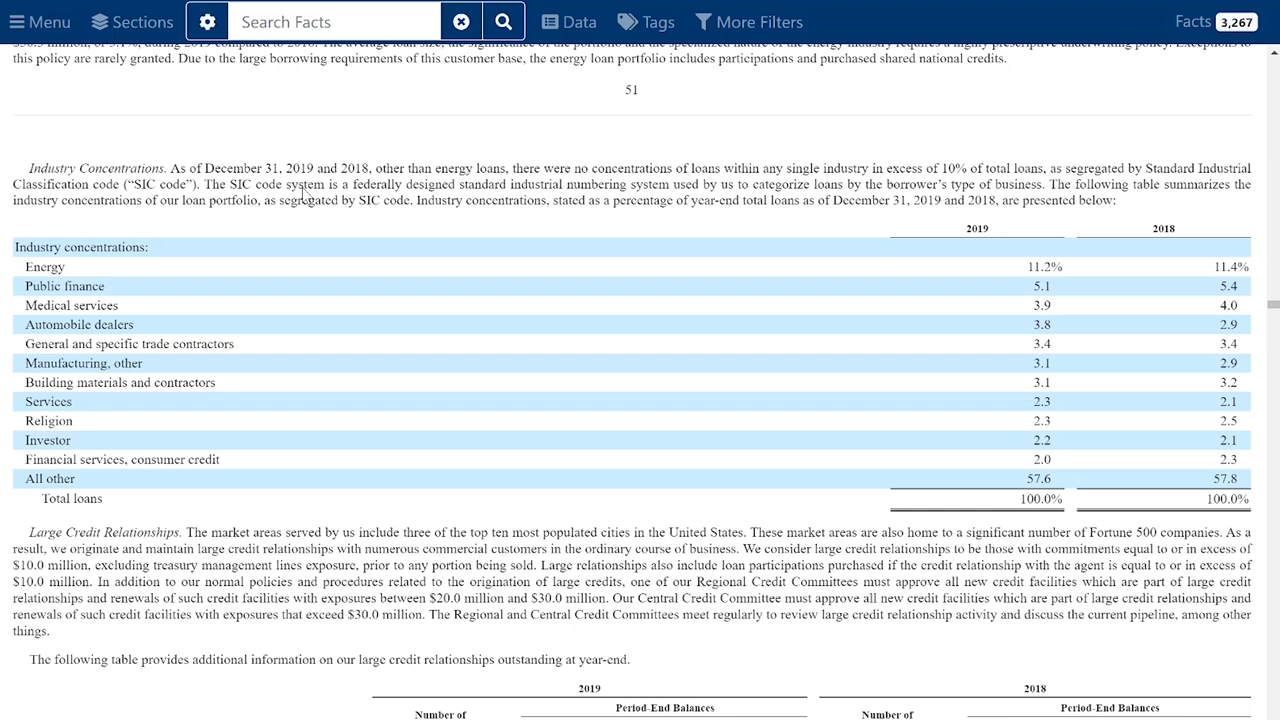 Menu Sections Search Facts Data Tags More Filters Facts 3,267
this policy are rarely granted. Due to the large borrowing requirements of this customer base, the energy loan portfolio includes participations and purchased shared national credits.
51
Industry Concentrations. As of December 31, 2019 and 2018, other than energy loans, there were no concentrations of loans within any single industry in excess of 10% of total loans, as segregated by Standard Industrial
Classification code (“SIC code”). The SIC code system is a federally designed standard industrial numbering system used by us to categorize loans by the borrower’s type of business. The following table summarizes the
industry concentrations of our loan portfolio, as segregated by SIC code. Industry concentrations, stated as a percentage of year-end total loans as of December 31, 2019 and 2018, are presented below:
2019 2018
Industry concentrations:
Energy 11.2% 11.4%
Public finance 5.1 5.4
Medical services 3.9 4.0
Automobile dealers 3.8 2.9
General and specific trade contractors 3.4 3.4
Manufacturing, other 3.1 2.9
Building materials and contractors 3.1 3.2
Services 2.3 2.1
Religion 2.3 2.5
Investor 2.2 2.1
Financial services, consumer credit 2.0 2.3
All other 57.6 57.8
Total loans 100.0% 100.0%
Large Credit Relationships. The market areas served by us include three of the top ten most populated cities in the United States. These market areas are also home to a significant number of Fortune 500 companies. As a
result, we originate and maintain large credit relationships with numerous commercial customers in the ordinary course of business. We consider large credit relationships to be those with commitments equal to or in excess of
$10.0 million, excluding treasury management lines exposure, prior to any portion being sold. Large relationships also include loan participations purchased if the credit relationship with the agent is equal to or in excess of
$10.0 million. In addition to our normal policies and procedures related to the origination of large credits, one of our Regional Credit Committees must approve all new credit facilities which are part of large credit
relationships and renewals of such credit facilities with exposures between $20.0 million and $30.0 million. Our Central Credit Committee must approve all new credit facilities which are part of large credit relationships and
renewals of such credit facilities with exposures that exceed $30.0 million. The Regional and Central Credit Committees meet regularly to review large credit relationship activity and discuss the current pipeline, among other
things.
The following table provides additional information on our large credit relationships outstanding at year-end.
2019 2018
Period-End Balances Period-End Balances
Number of Number of